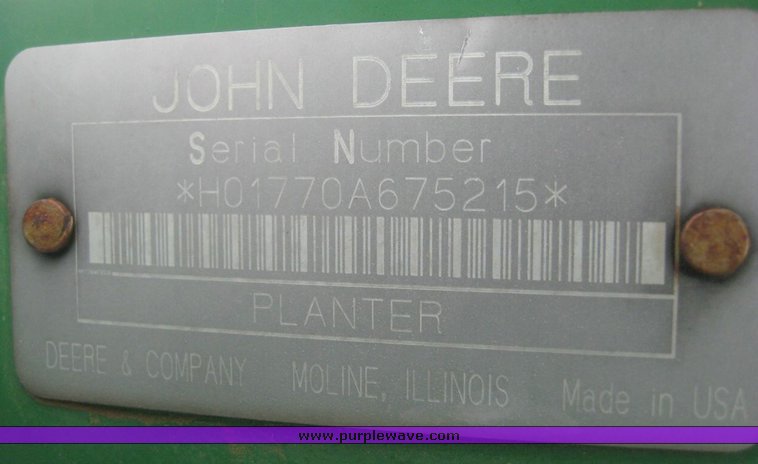 JOHN DEERE
Serial Number
*H01770A675215*
PLANTER
DEERE & COMPANY MOLINE, ILLINOIS Made in USA
www.purplewave.com